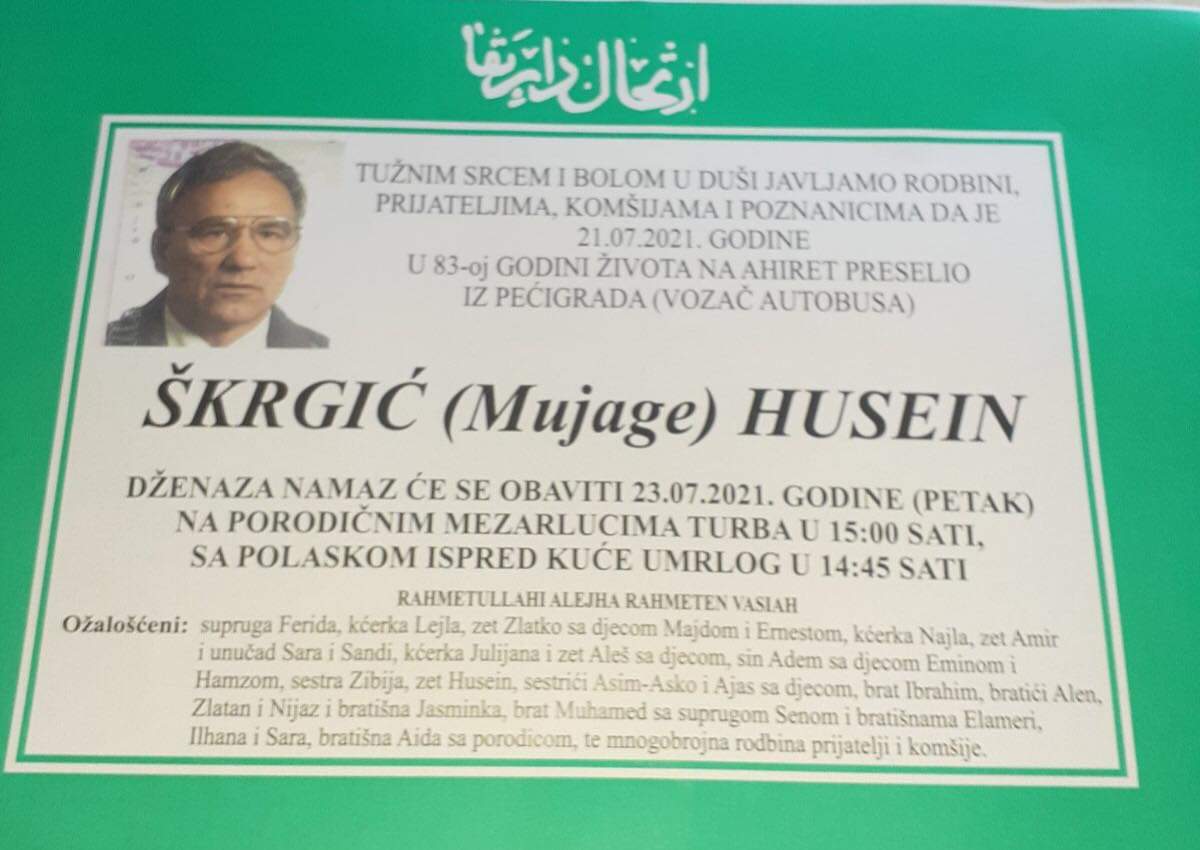 ارتحال دار بقا
TUŽNIM SRCEM I BOLOM U DUŠI JAVLJAMO RODBINI,
PRIJATELJIMA, KOMŠIJAMA I POZNANICIMA DA JE
21.07.2021. GODINE
U 83-oj GODINI ŽIVOTA NA AHIRET PRESELIO
IZ PEĆIGRADA (VOZAČ AUTOBUSA)
ŠKRGIĆ (Mujage) HUSEIN
DŽENAZA NAMAZ ĆE SE OBAVITI 23.07.2021. GODINE (PETAK)
NA PORODIČNIM MEZARLUCIMA TURBA U 15:00 SATI,
SA POLASKOM ISPRED KUĆE UMRLOG U 14:45 SATI
RAHMETULLAHI ALEJHA RAHMETEN VASIAH
Ožalošćeni: supruga Ferida, kćerka Lejla, zet Zlatko sa djecom Majdom i Ernestom, kćerka Najla, zet Amir
i unučad Sara i Sandi, kćerka Julijana i zet Aleš sa djecom, sin Adem sa djecom Eminom i
Hamzom, sestra Zibija, zet Husein, sestrići Asim-Asko i Ajas sa djecom, brat Ibrahim, bratići Alen,
Zlatan i Nijaz i bratišna Jasminka, brat Muhamed sa suprugom Senom i bratišnama Elameri,
Ilhana i Sara, bratišna Aida sa porodicom, te mnogobrojna rodbina prijatelji i komšije.